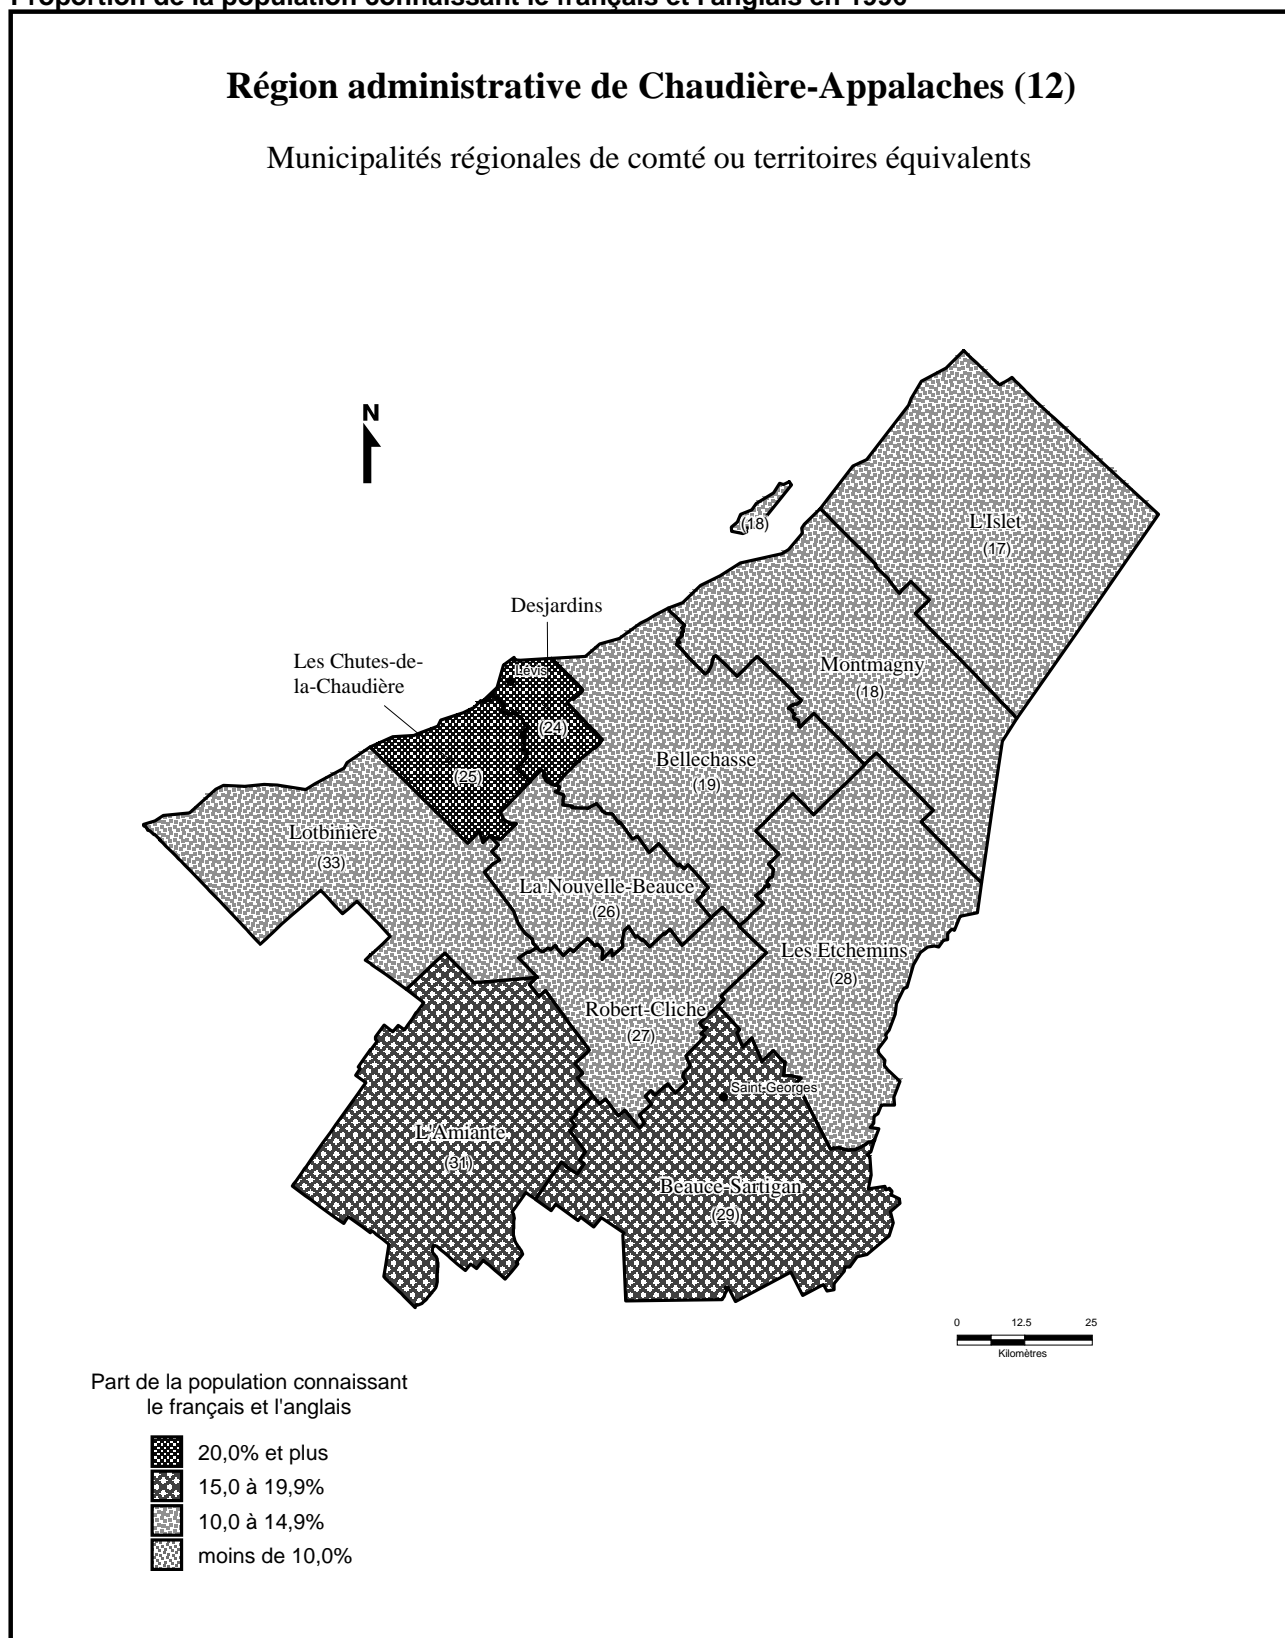 Proportion de la population connaissant le français et l'anglais en 1996
Région administrative de Chaudière-Appalaches (12)
Municipalités régionales de comté ou territoires équivalents
N
(18)
L'Islet
(17)
Desjardins
Les Chutes-de-
la-Chaudière
Lévis
Montmagny
(18)
(24)
Bellechasse
(19)
(25)
Lotbinière
(33)
La Nouvelle-Beauce
(26)
Les Etchemins
(28)
Robert-Cliche
(27)
Saint-Georges
L'Amiante
(31)
Beauce-Sartigan
(29)
0 12.5 25
Kilomètres
Part de la population connaissant
le français et l'anglais
20,0% et plus
15,0 à 19,9%
10,0 à 14,9%
moins de 10,0%